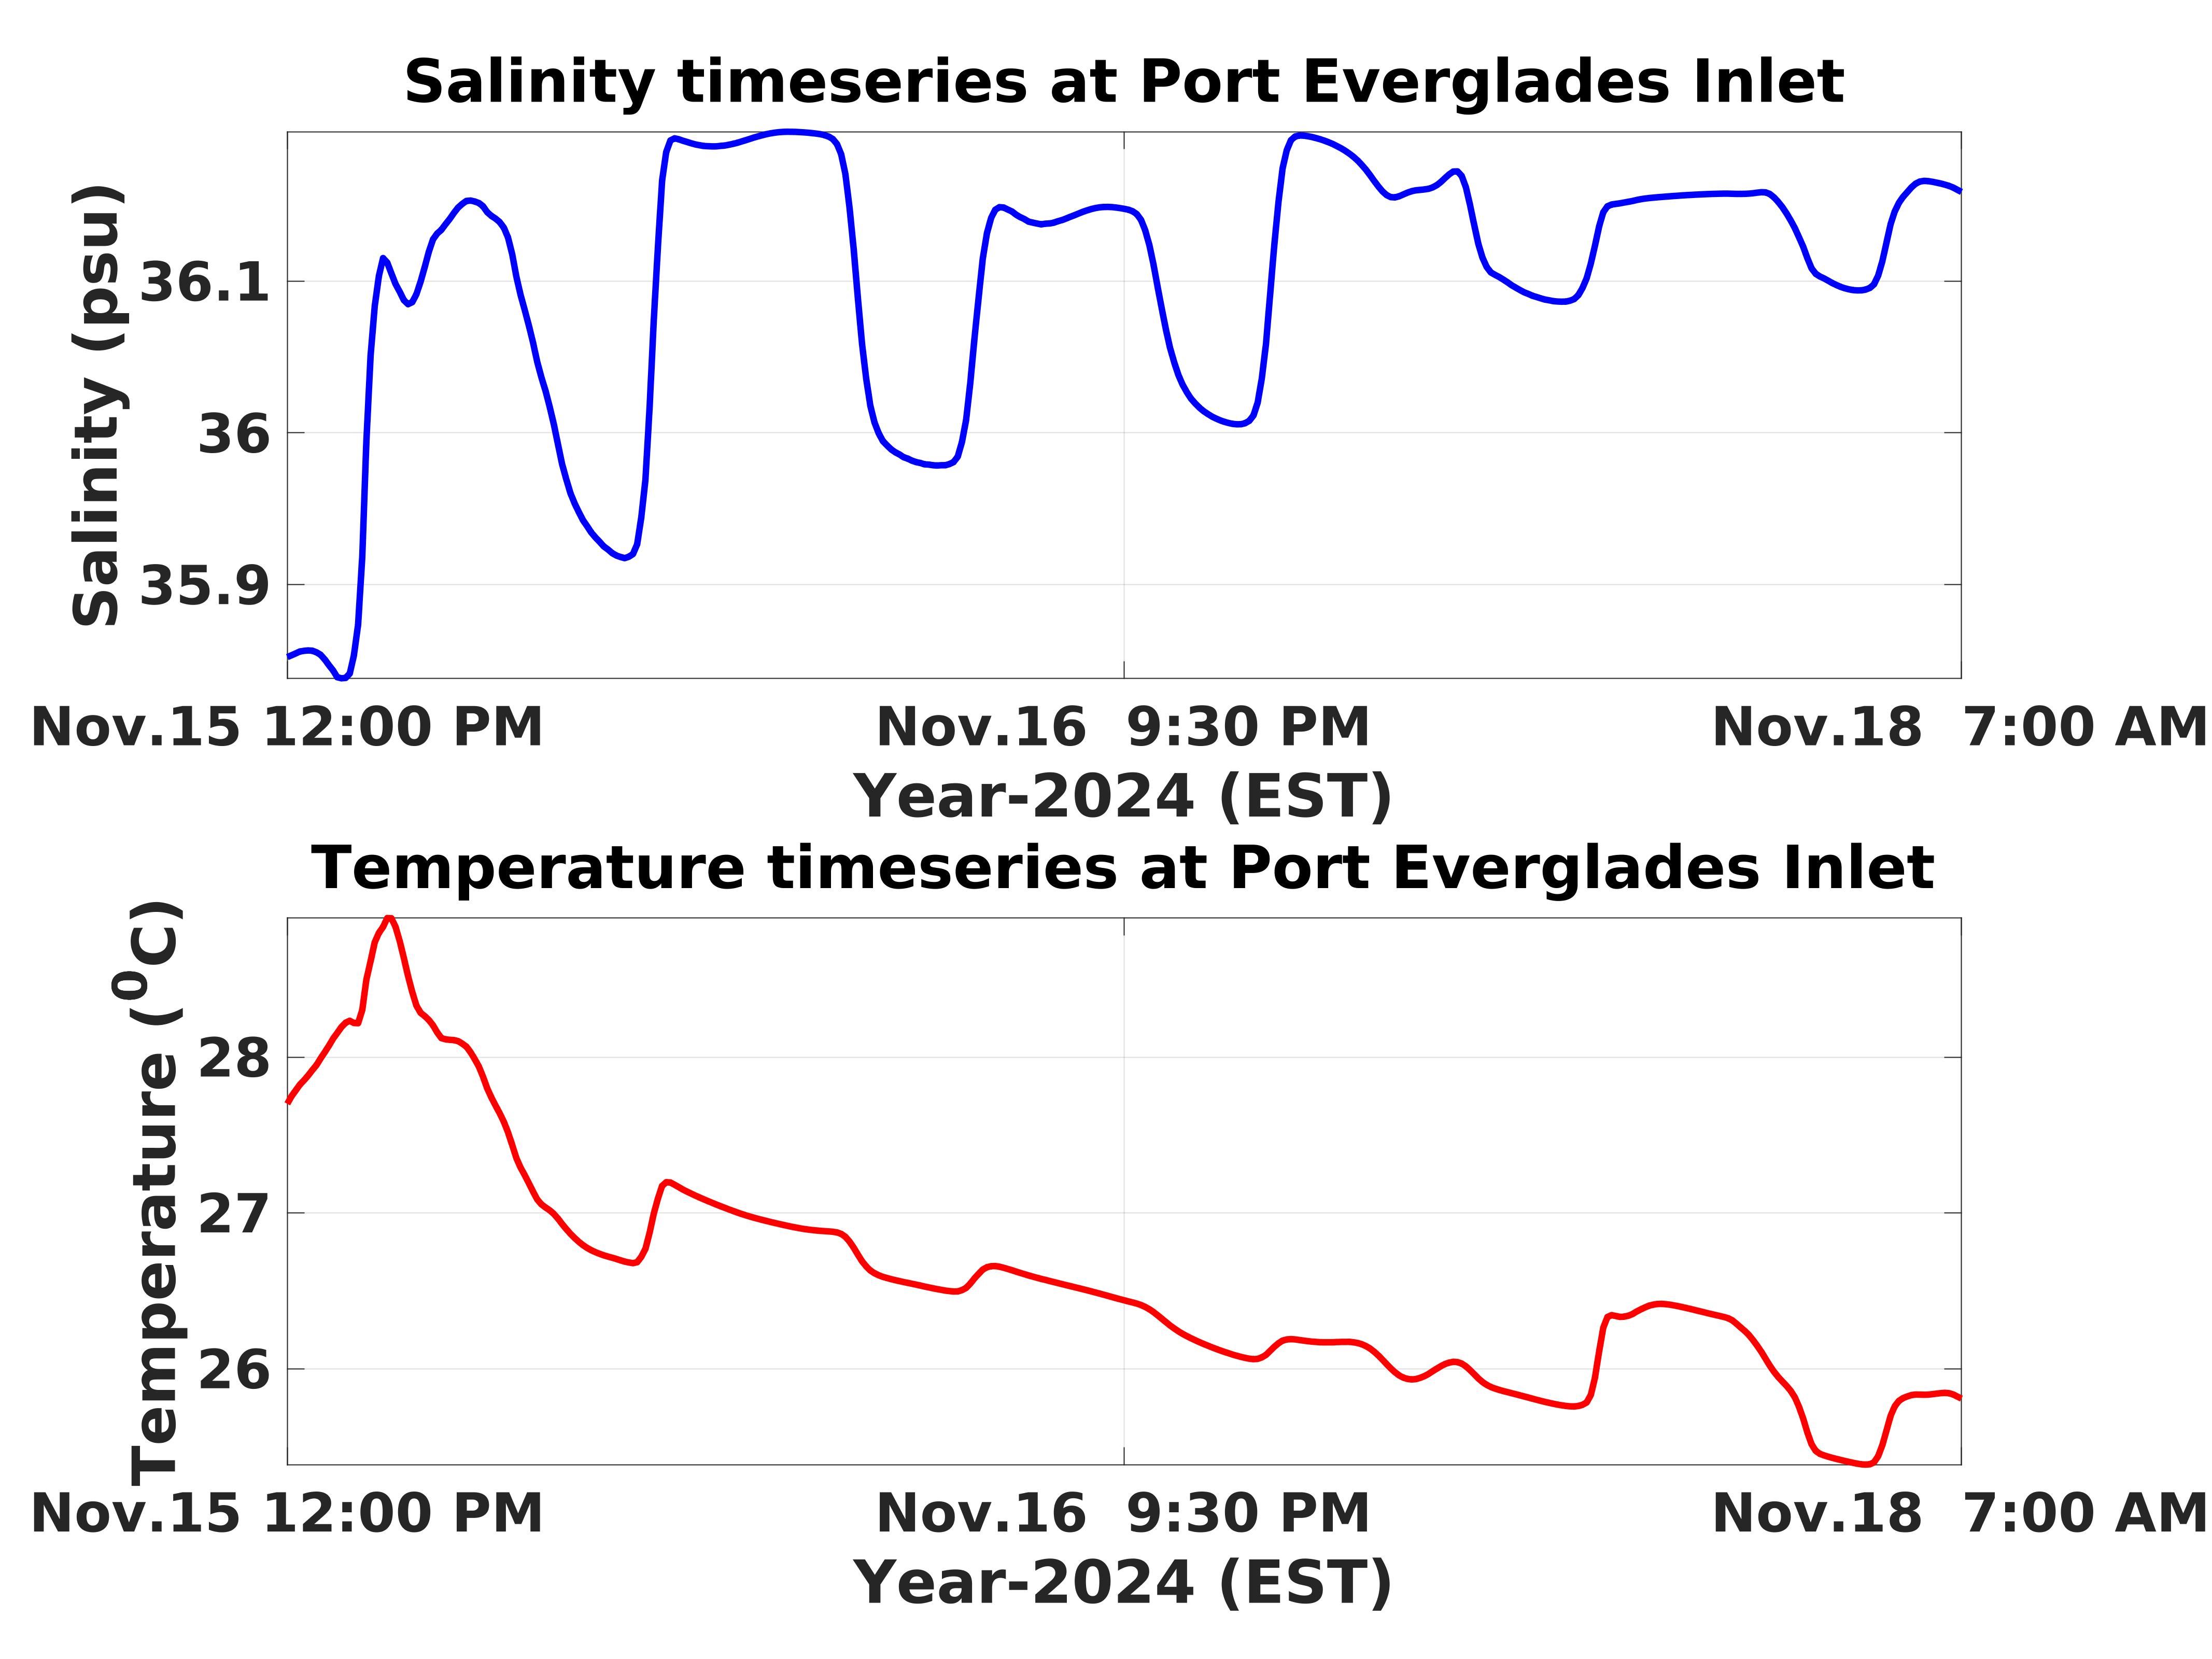 Salinity timeseries at Port Everglades Inlet
Salinity (psu)
36.1
36
35.9
Nov.15 12:00 PM Nov.16 9:30 PM Nov.18 7:00 AM
Year-2024 (EST)
Temperature timeseries at Port Everglades Inlet
Temperature (⁰C)
28
27
26
Nov.15 12:00 PM Nov.16 9:30 PM Nov.18 7:00 AM
Year-2024 (EST)